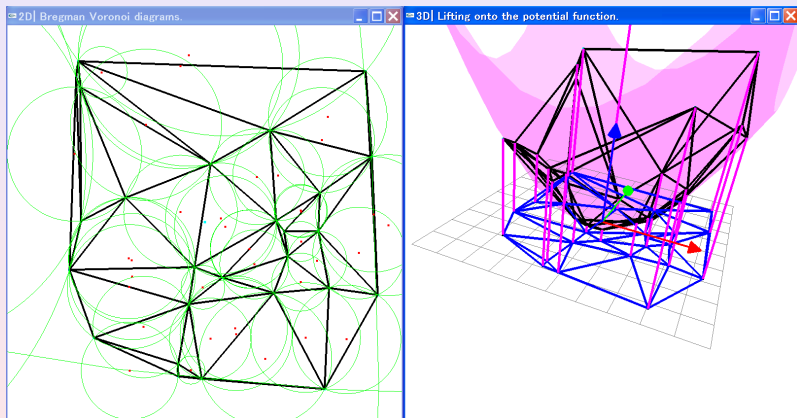 2D| Bregman Voronoi diagrams.
3D| Lifting onto the potential function.